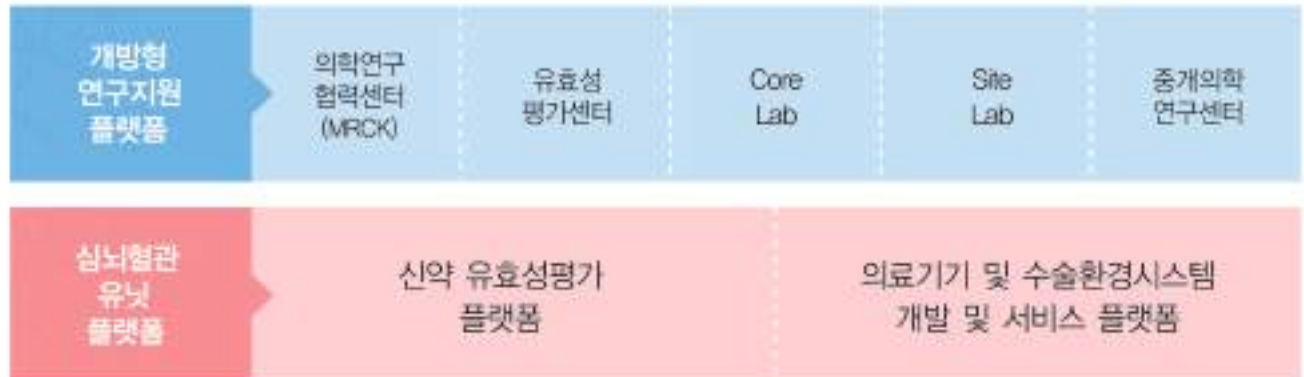 개방형
연구지원
플랫폼
의학연구
협력센터
(MRCK)
유효성
평가센터
Core
Lab
Site
Lab
중개의학
연구센터
심뇌혈관
유닛
플랫폼
신약 유효성평가
플랫폼
의료기기 및 수술환경시스템
개발 및 서비스 플랫폼